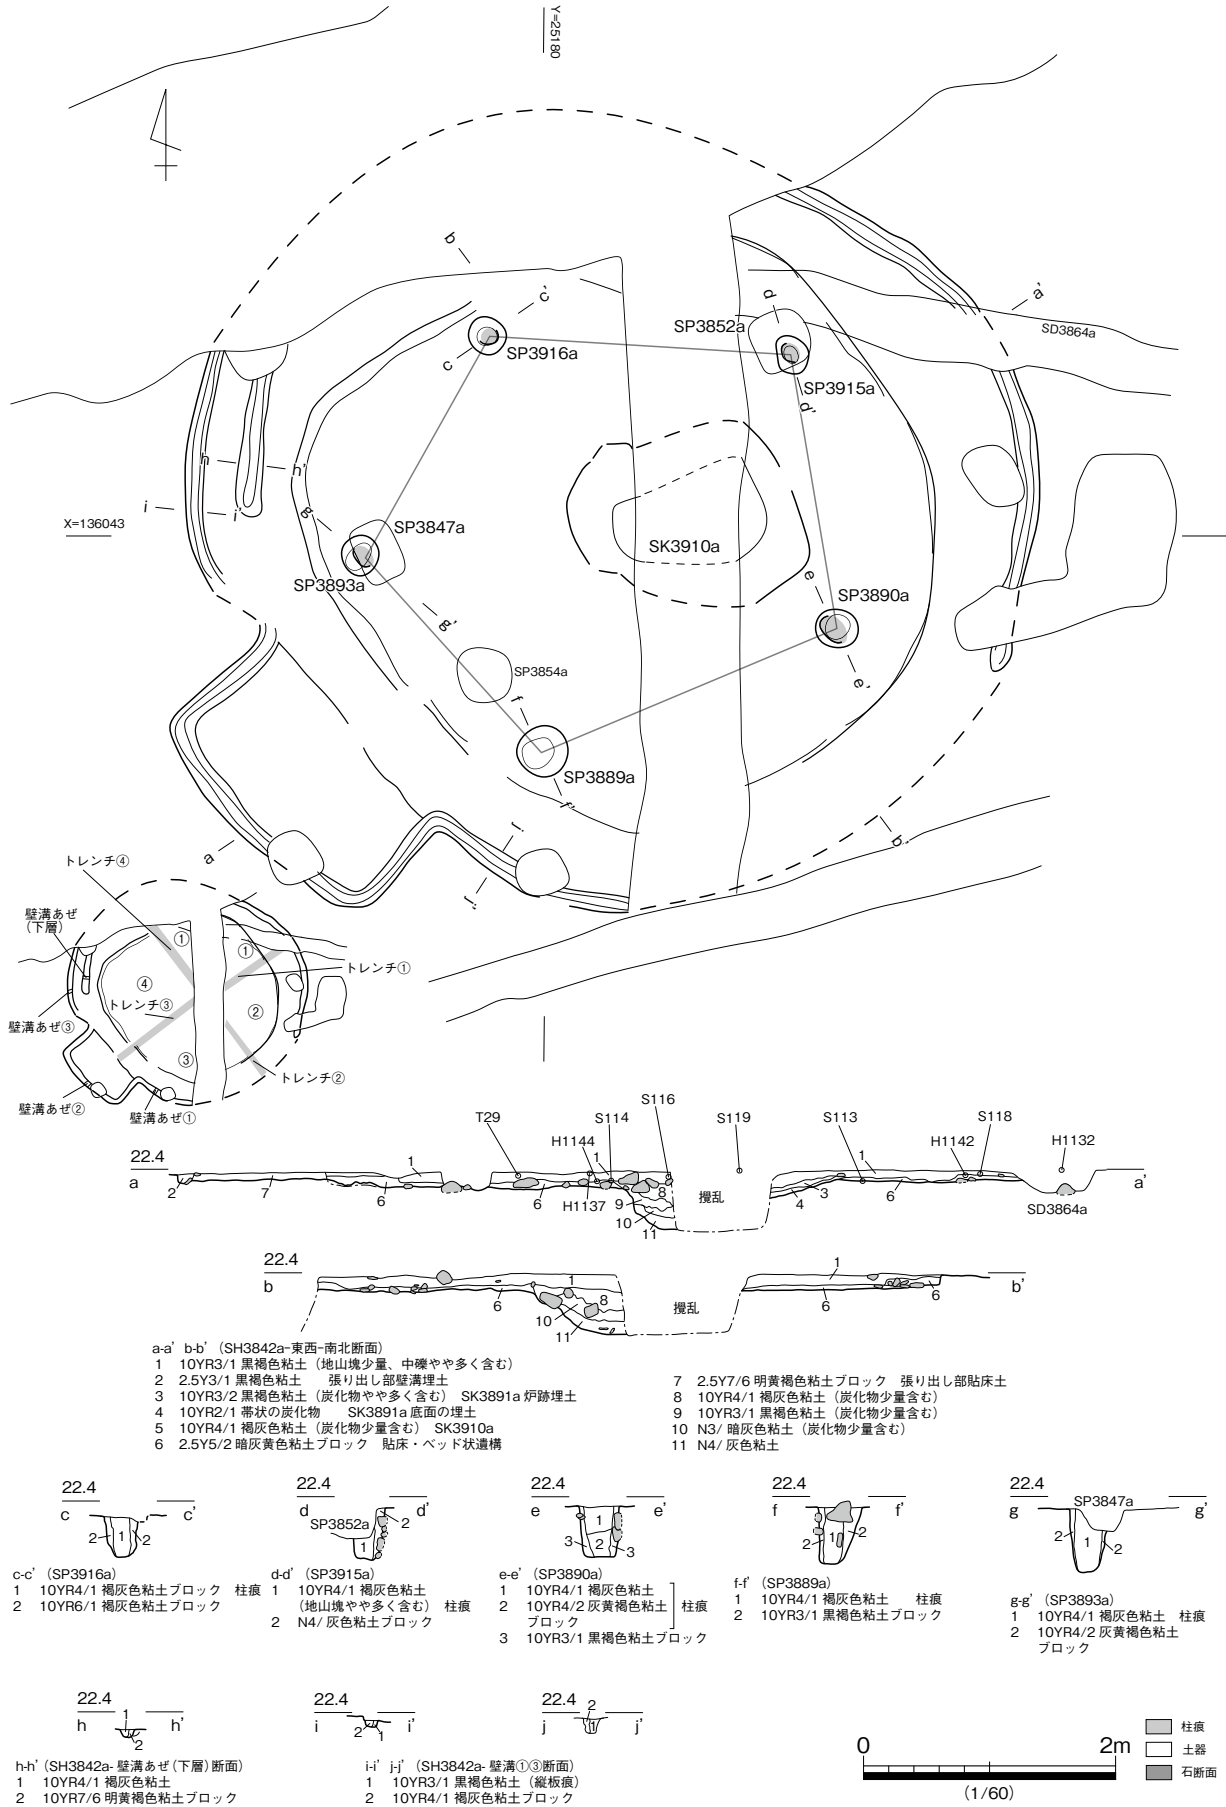 Y=25180
b
a'
c'
d
SP3852a
SD3864a
SP3916a
c
SP3915a
d'
h
h'
g
i
i'
X=136043
SP3847a
SK3910a
SP3893a
e
SP3890a
g'
SP3854a
e'
f
SP3889a
f'
a
j
b'
j'
トレンチ④
壁溝あぜ
(下層)
①
①
トレンチ①
④
トレンチ③
②
壁溝あぜ③
③
トレンチ②
壁溝あぜ②
壁溝あぜ①
T29
S114
S116
S119
S113
H1142
S118
H1132
H1144
22.4
a
1
1
1
2
7
6
6
H1137
8
9
10
11
攪乱
3
4
6
SD3864a
a'
22.4
b
6
1
8
10
11
攪乱
1
6
6
b'
a-a' b-b'(SH3842a-東西-南北断面)
1 10YR3/1 黒褐色粘土(地山塊少量、中礫やや多く含む)
2 2.5Y3/1 黒褐色粘土 張り出し部壁溝埋土
3 10YR3/2 黒褐色粘土(炭化物やや多く含む) SK3891a 炉跡埋土
4 10YR2/1 帯状の炭化物 SK3891a 底面の埋土
5 10YR4/1 褐灰色粘土(炭化物少量含む) SK3910a
6 2.5Y5/2 暗灰黄色粘土ブロック 貼床・ベッド状遺構
7 2.5Y7/6 明黄褐色粘土ブロック 張り出し部貼床土
8 10YR4/1 褐灰色粘土(炭化物少量含む)
9 10YR3/1 黒褐色粘土(炭化物少量含む)
10 N3/ 暗灰色粘土(炭化物少量含む)
11 N4/ 灰色粘土
22.4
c
c'
2
1
2
c-c'(SP3916a)
1 10YR4/1 褐灰色粘土ブロック 柱痕
2 10YR6/1 褐灰色粘土ブロック
22.4
d
d'
SP3852a
2
1
d-d'(SP3915a)
1 10YR4/1 褐灰色粘土
(地山塊やや多く含む) 柱痕
2 N4/ 灰色粘土ブロック
22.4
e
e'
1
3
2
3
e-e'(SP3890a)
1 10YR4/1 褐灰色粘土
2 10YR4/2 灰黄褐色粘土
ブロック
柱痕
3 10YR3/1 黒褐色粘土ブロック
22.4
f
f'
2
1
2
f-f'(SP3889a)
1 10YR4/1 褐灰色粘土 柱痕
2 10YR3/1 黒褐色粘土ブロック
22.4
g
SP3847a
g'
2
1
2
g-g'(SP3893a)
1 10YR4/1 褐灰色粘土 柱痕
2 10YR4/2 灰黄褐色粘土
ブロック
22.4
1
h
h'
2
h-h'(SH3842a- 壁溝あぜ(下層)断面)
1 10YR4/1 褐灰色粘土
2 10YR7/6 明黄褐色粘土ブロック
22.4
i
i'
2
1
22.4
2
j
1
j'
i-i' j-j'(SH3842a- 壁溝①③断面)
1 10YR3/1 黒褐色粘土(縦板痕)
2 10YR4/1 褐灰色粘土ブロック
0
2m
(1/60)
柱痕
土器
石断面